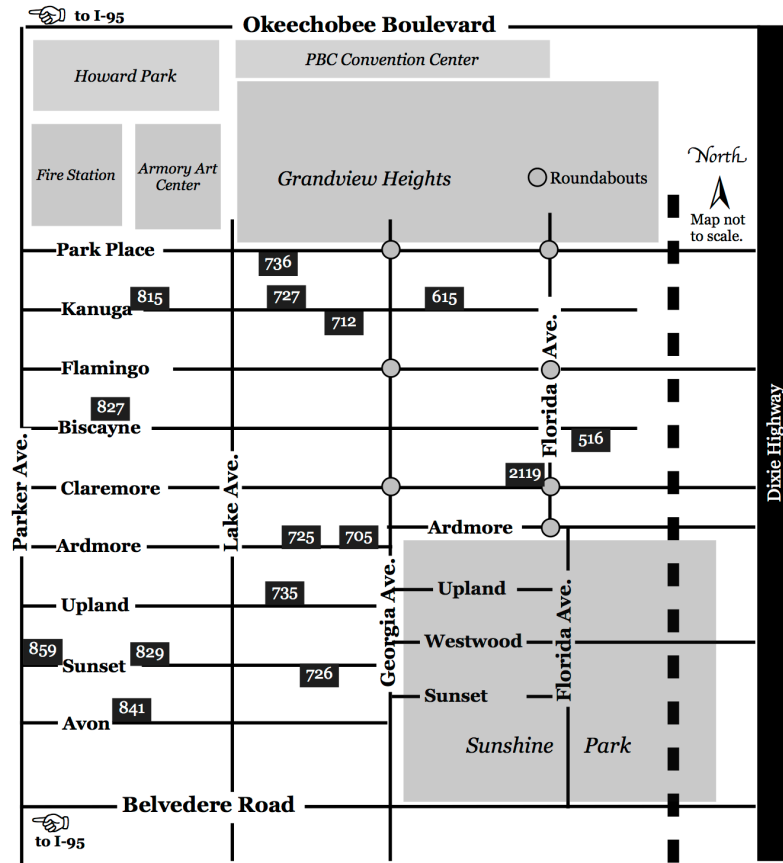 to I-95
Okeechobee Boulevard
Howard Park
PBC Convention Center
Fire Station
Armory Art
Center
Grandview Heights
Roundabouts
North
Map not
to scale.
Park Place
736
Kanuga
815
727
712
615
Florida Ave.
Flamingo
827
Biscayne
516
Parker Ave.
Lake Ave.
Dixie Highway
Claremore
2119
Ardmore
725
705
Ardmore
Georgia Ave.
Florida Ave.
Upland
735
Upland
Westwood
859
Sunset
829
726
Sunset
841
Avon
Sunshine Park
Belvedere Road
to I-95